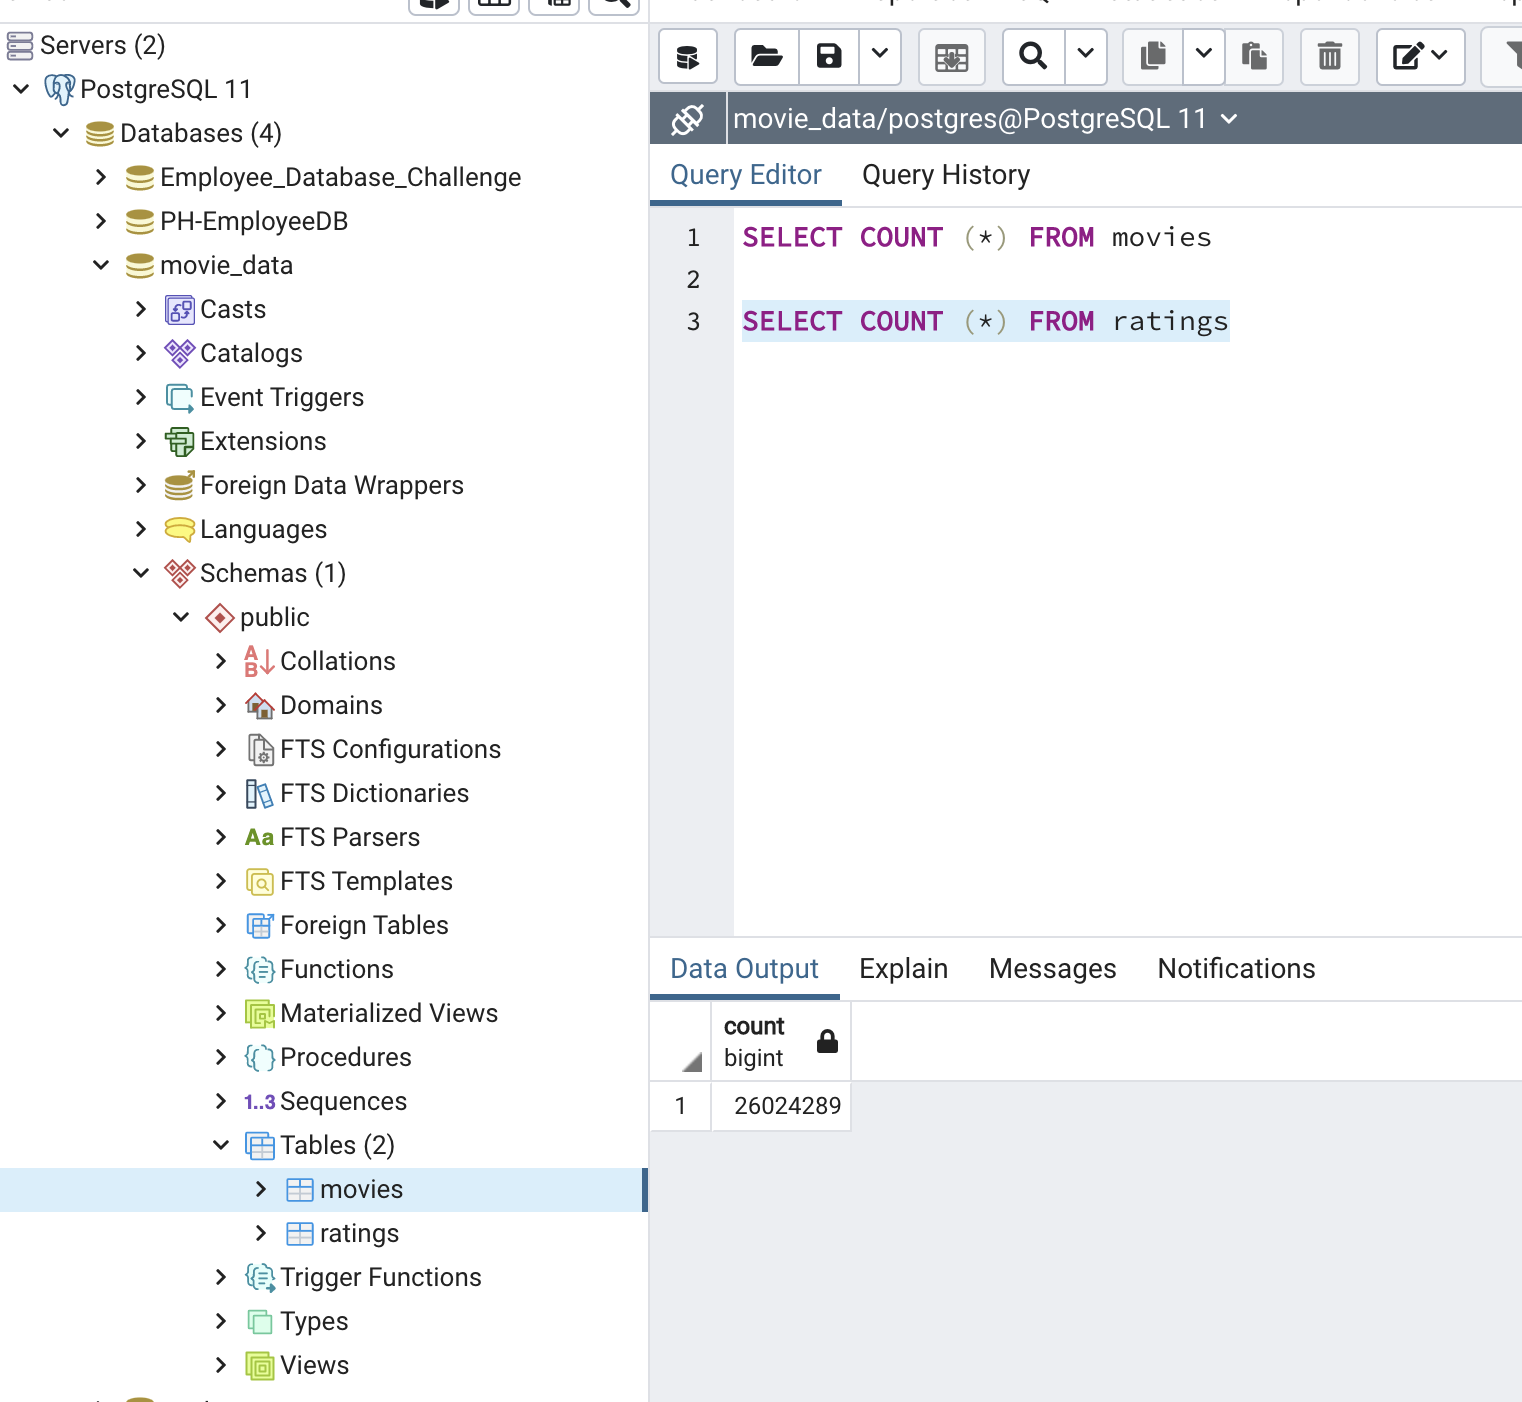 Servers (2)
PostgreSQL 11
Databases (4)
Employee_Database_Challenge
PH-EmployeeDB
movie_data
Casts
Catalogs
Event Triggers
Extensions
Foreign Data Wrappers
Languages
Schemas (1)
public
Collations
Domains
FTS Configurations
FTS Dictionaries
Aa FTS Parsers
FTS Templates
Foreign Tables
Functions
Materialized Views
Procedures
1..3 Sequences
Tables (2)
movies
ratings
Trigger Functions
Types
Views
movie_data/postgres@PostgreSQL 11
Query Editor Query History
1 SELECT COUNT (*) FROM movies
2
3 SELECT COUNT (*) FROM ratings
Data Output Explain Messages Notifications
count
bigint
1 26024289